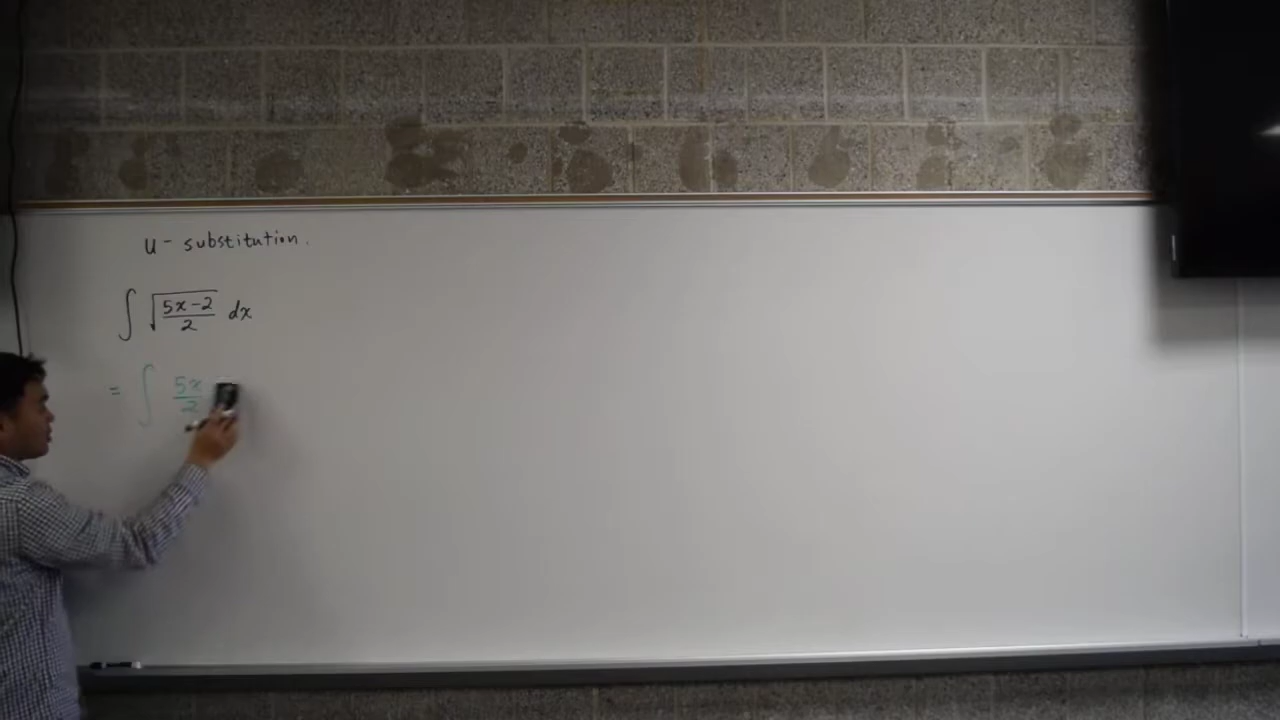 u - substitution.
∫ √((5x-2)/2) dx
= ∫ 5x/2